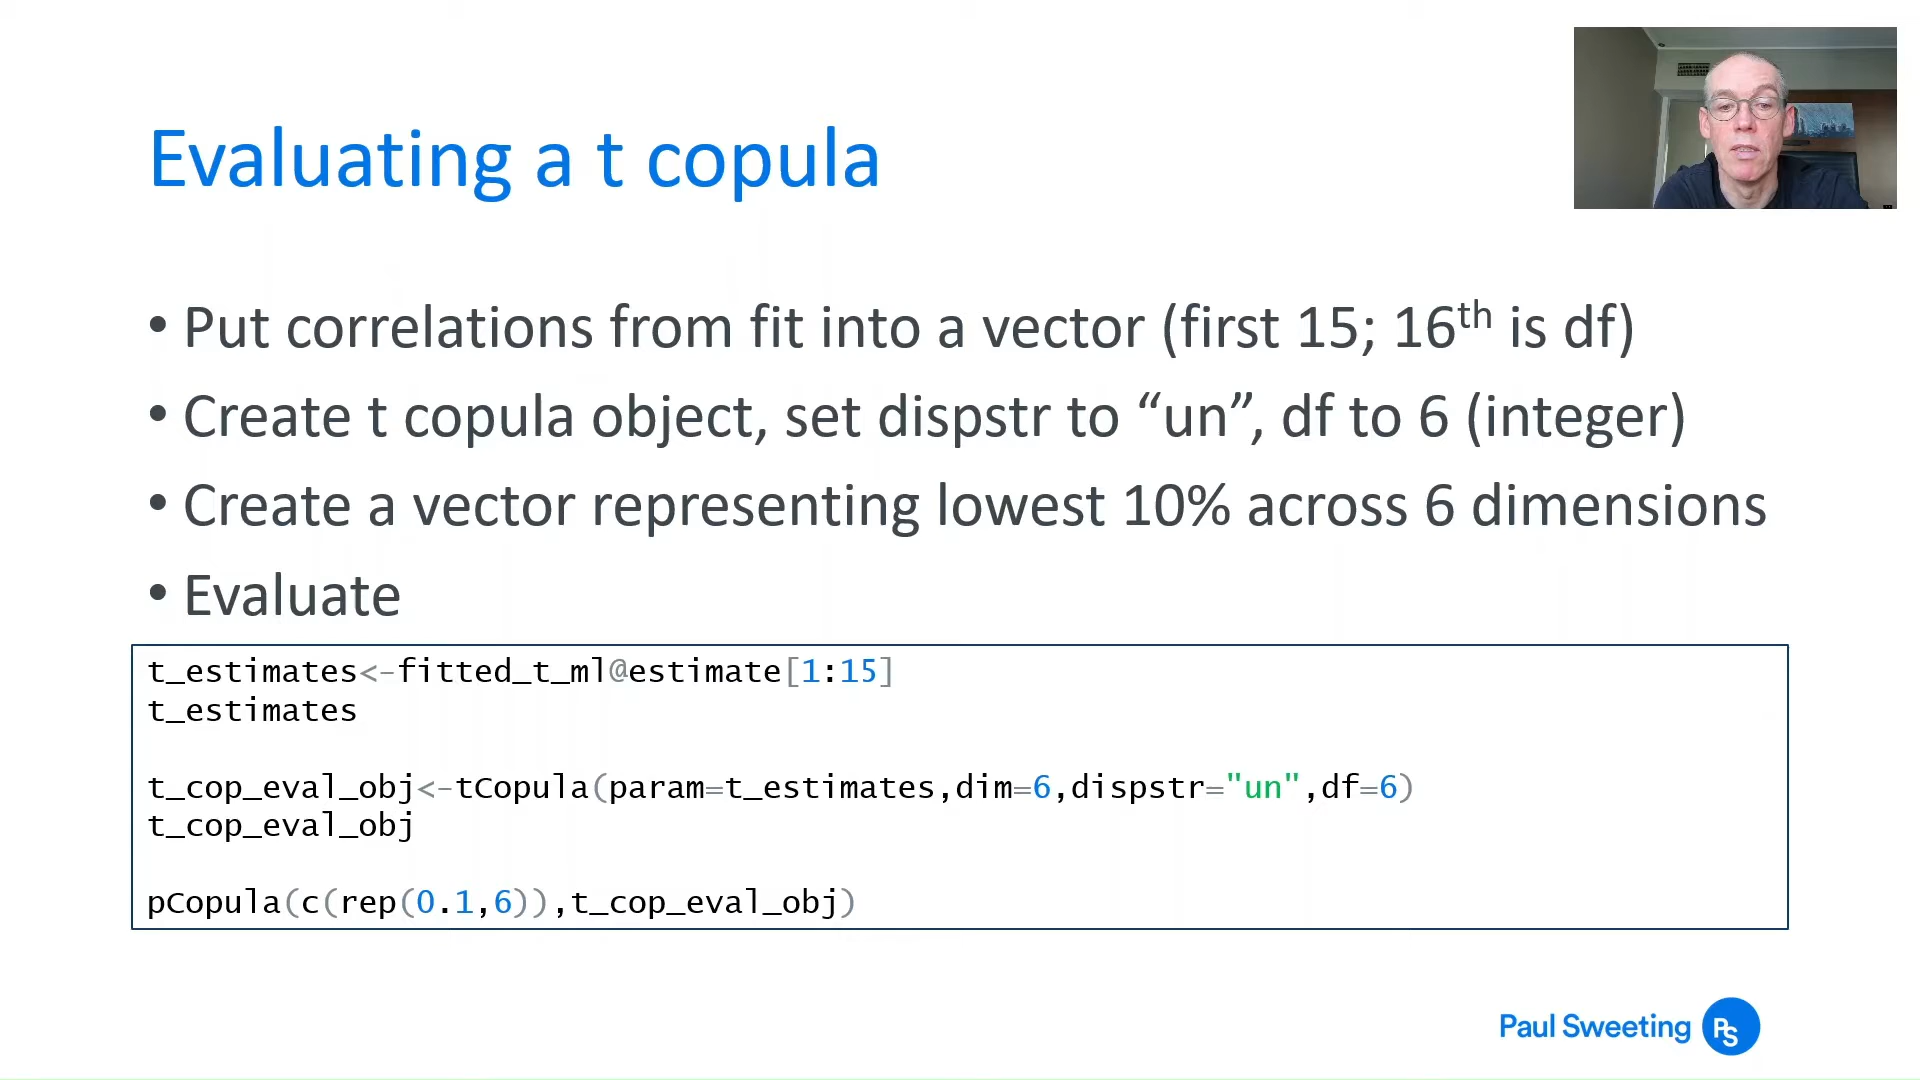 Evaluating a t copula
• Put correlations from fit into a vector (first 15; 16th is df)
• Create t copula object, set dispstr to “un”, df to 6 (integer)
• Create a vector representing lowest 10% across 6 dimensions
• Evaluate
t_estimates<-fitted_t_ml@estimate[1:15]
t_estimates
t_cop_eval_obj<-tCopula(param=t_estimates,dim=6,dispstr="un",df=6)
t_cop_eval_obj
pCopula(c(rep(0.1,6)),t_cop_eval_obj)
Paul Sweeting PS